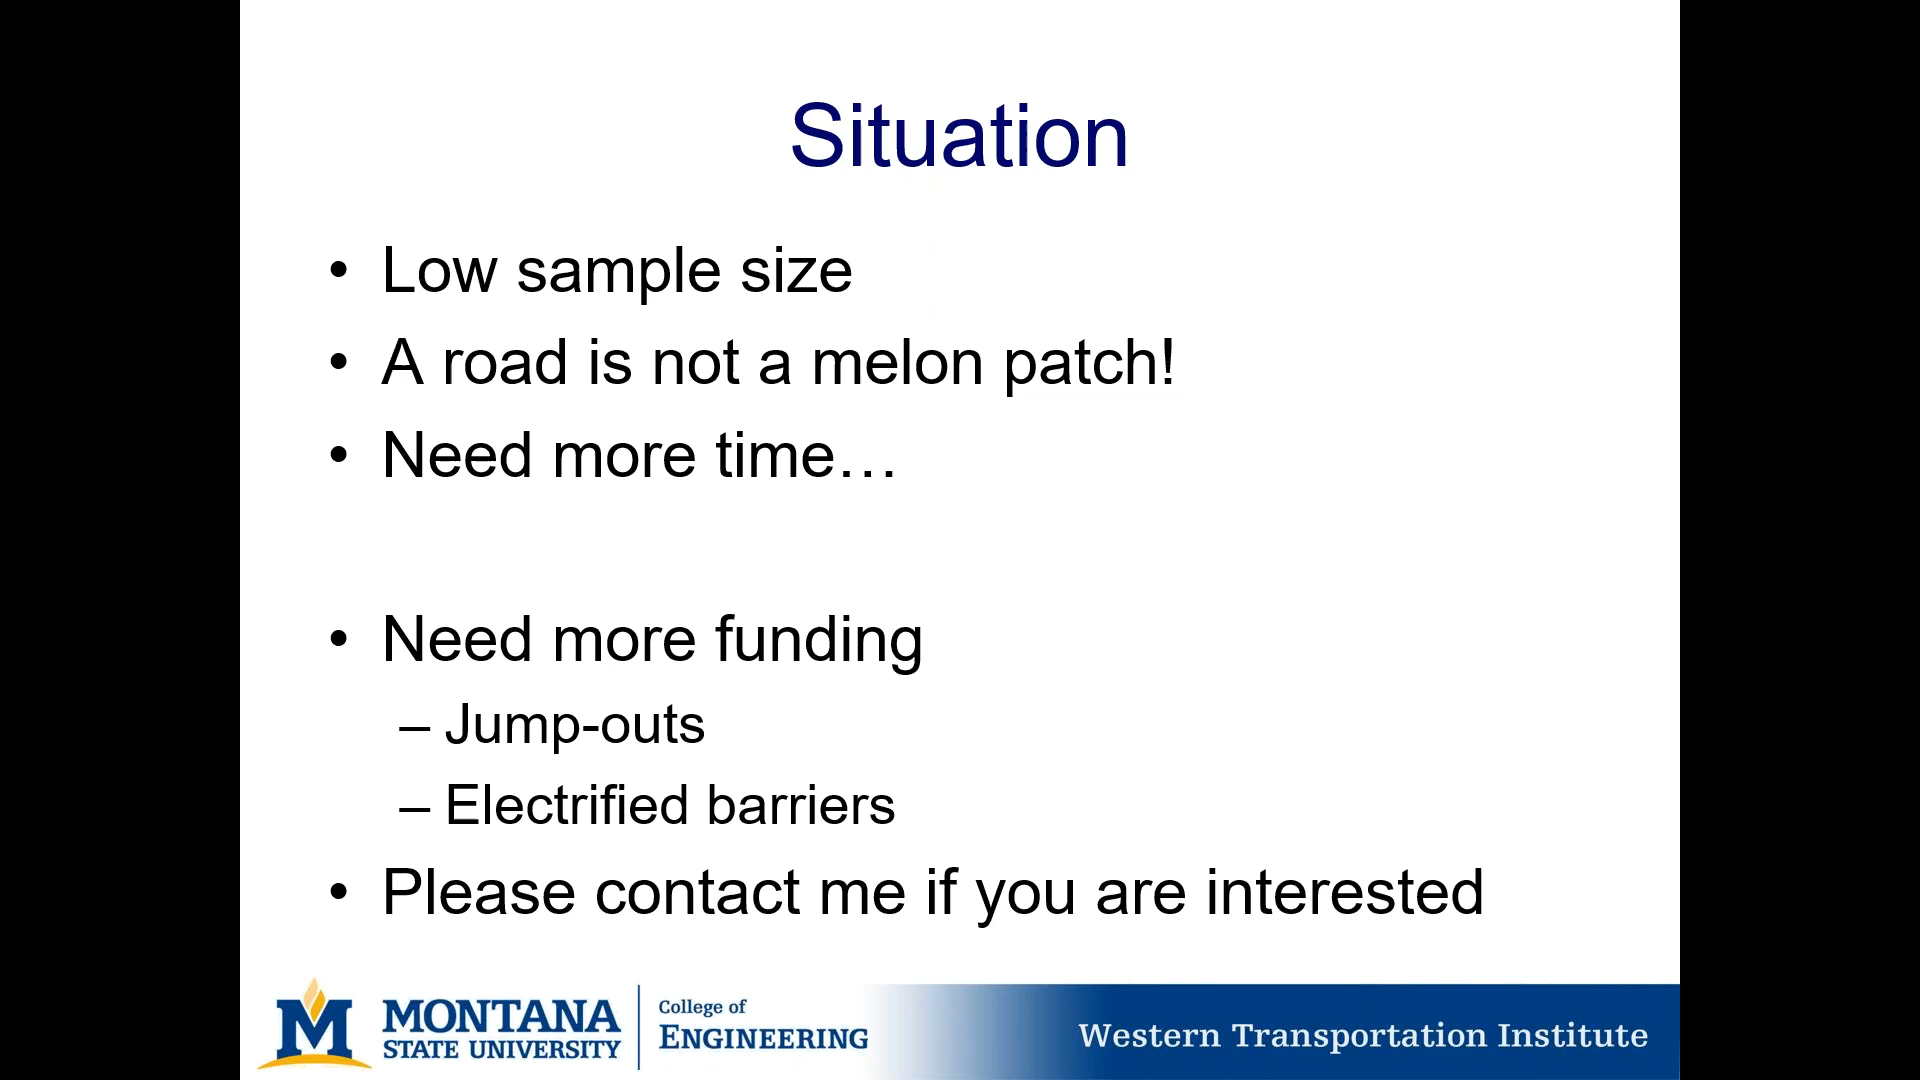 Situation
• Low sample size
• A road is not a melon patch!
• Need more time…
• Need more funding
– Jump-outs
– Electrified barriers
• Please contact me if you are interested
M MONTANA
STATE UNIVERSITY
College of
ENGINEERING
Western Transportation Institute